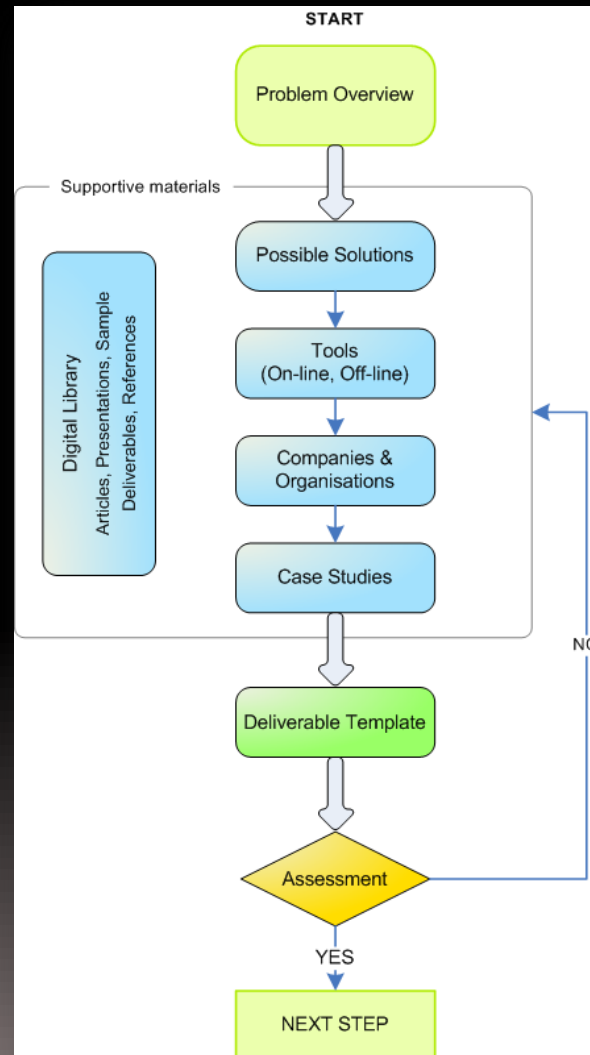 START
Problem Overview
Supportive materials
Possible Solutions
Digital Library
Articles, Presentations, Sample
Deliverables, References
Tools
(On-line, Off-line)
Companies &
Organisations
Case Studies
NO
Deliverable Template
Assessment
YES
NEXT STEP